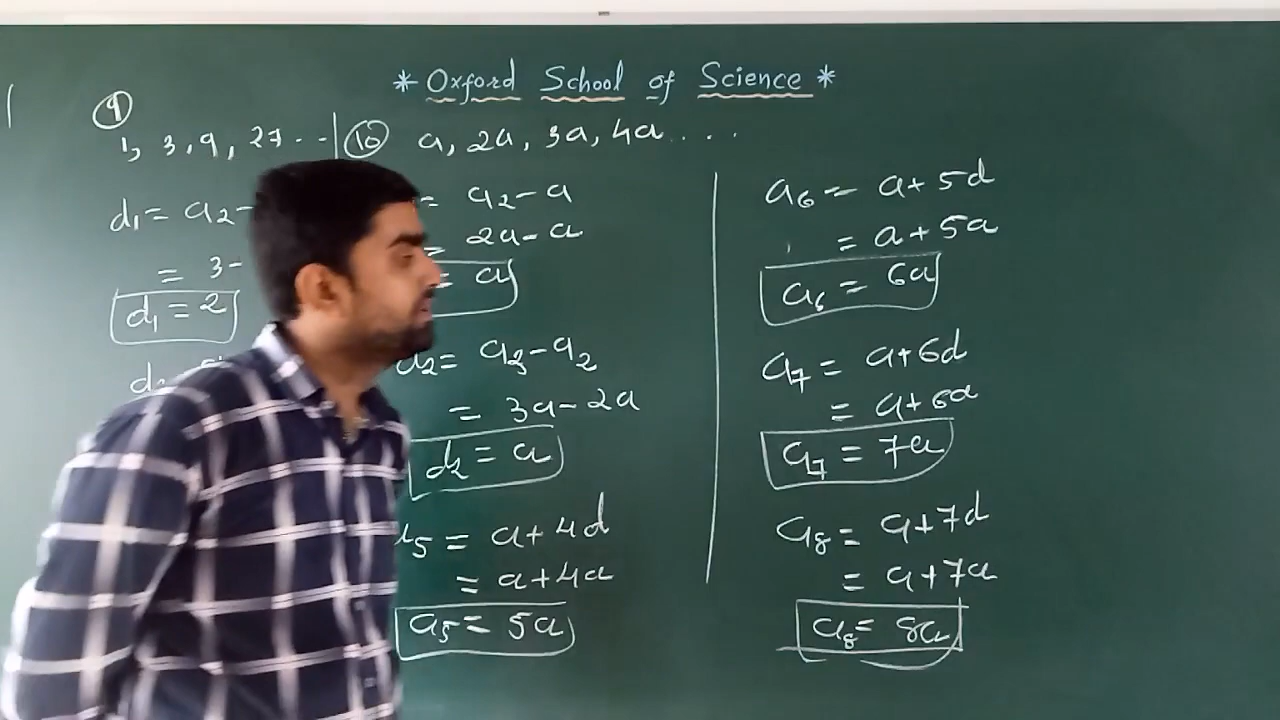 * Oxford School of Science *
9
1, 3, 9, 27 ...
d1 = a2 -
= 3 -
d1 = 2
10 a, 2a, 3a, 4a . . . .
= a2 - a
= 2a - a
= a
d2 = a3 - a2
= 3a - 2a
d2 = a
a5 = a + 4d
= a + 4a
a5 = 5a
a6 = a + 5d
= a + 5a
a6 = 6a
a7 = a + 6d
= a + 6a
a7 = 7a
a8 = a + 7d
= a + 7a
a8 = 8a